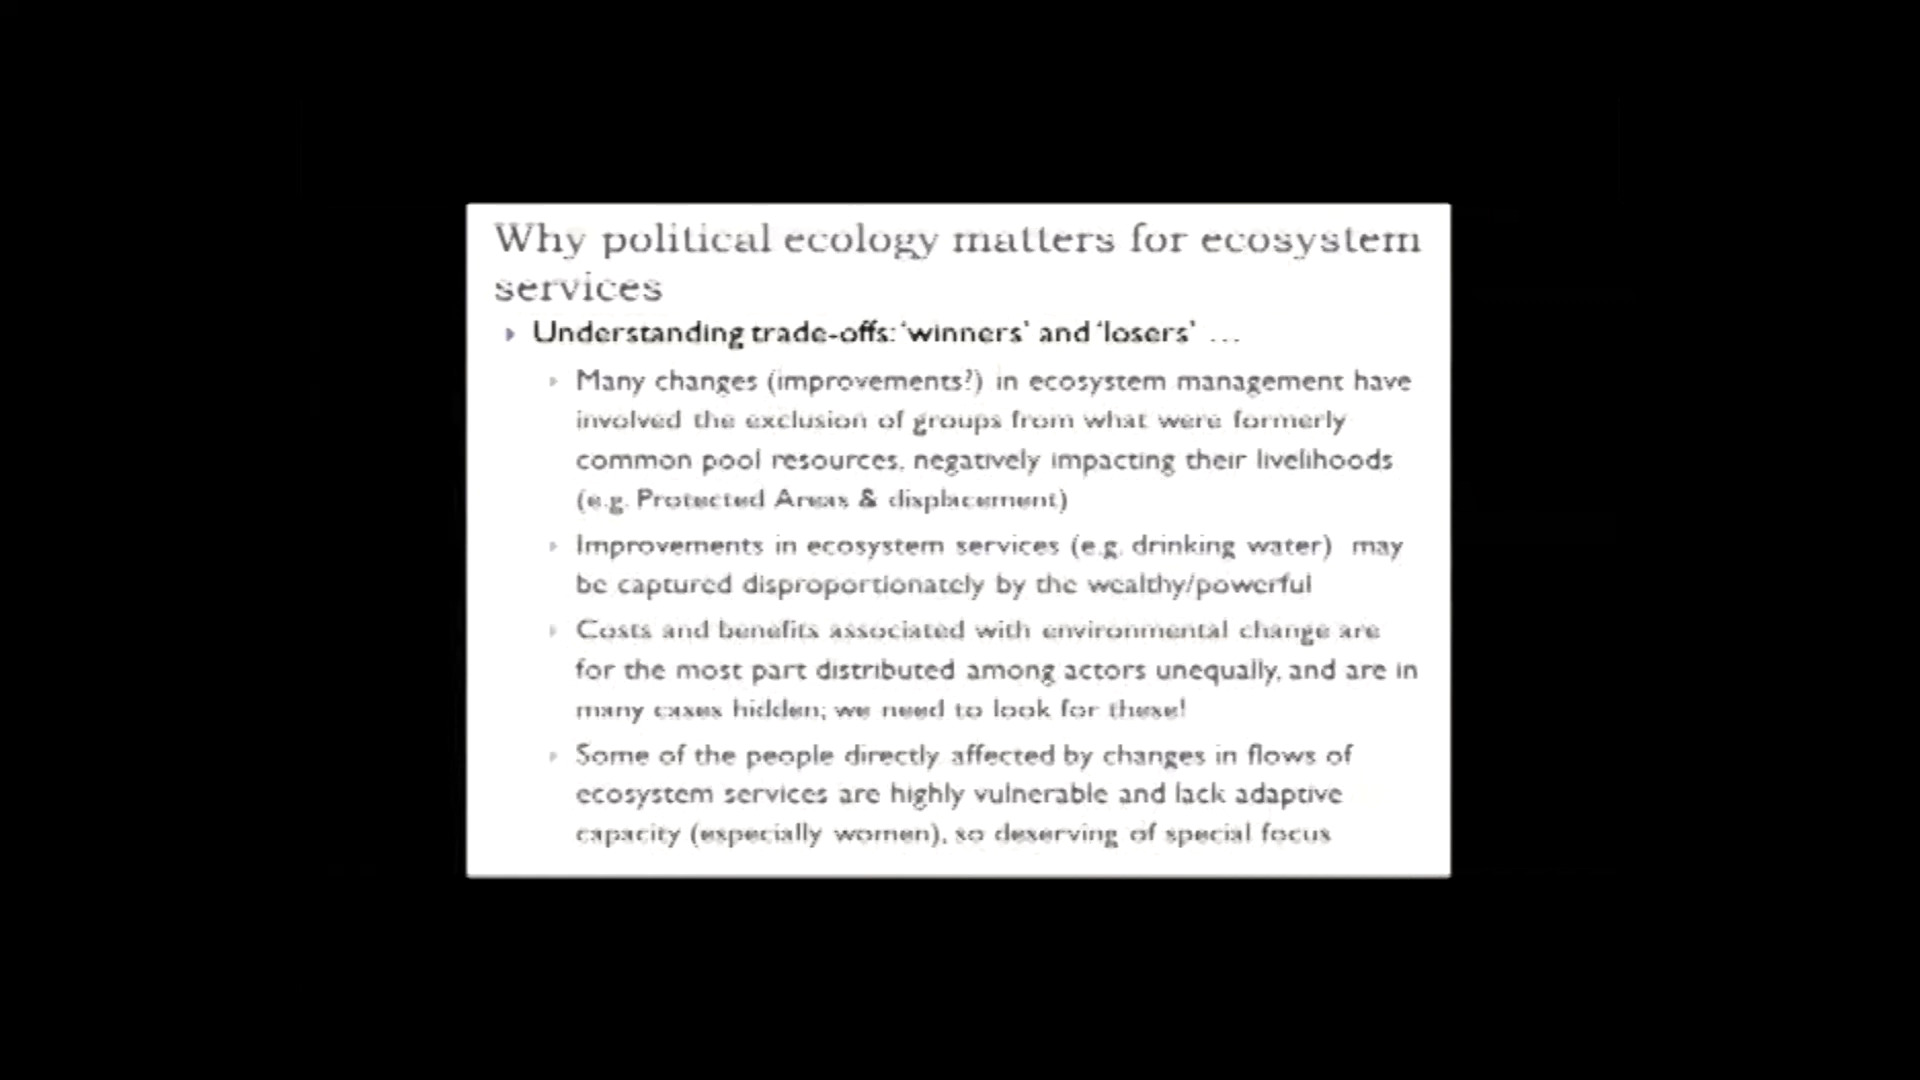 Why political ecology matters for ecosystem
services
Understanding trade-offs: ‘winners’ and ‘losers’ …
Many changes (improvements?) in ecosystem management have
involved the exclusion of groups from what were formerly
common pool resources, negatively impacting their livelihoods
(e.g. Protected Areas & displacement)
Improvements in ecosystem services (e.g. drinking water) may
be captured disproportionately by the wealthy/powerful
Costs and benefits associated with environmental change are
for the most part distributed among actors unequally, and are in
many cases hidden; we need to look for these!
Some of the people directly affected by changes in flows of
ecosystem services are highly vulnerable and lack adaptive
capacity (especially women), so deserving of special focus